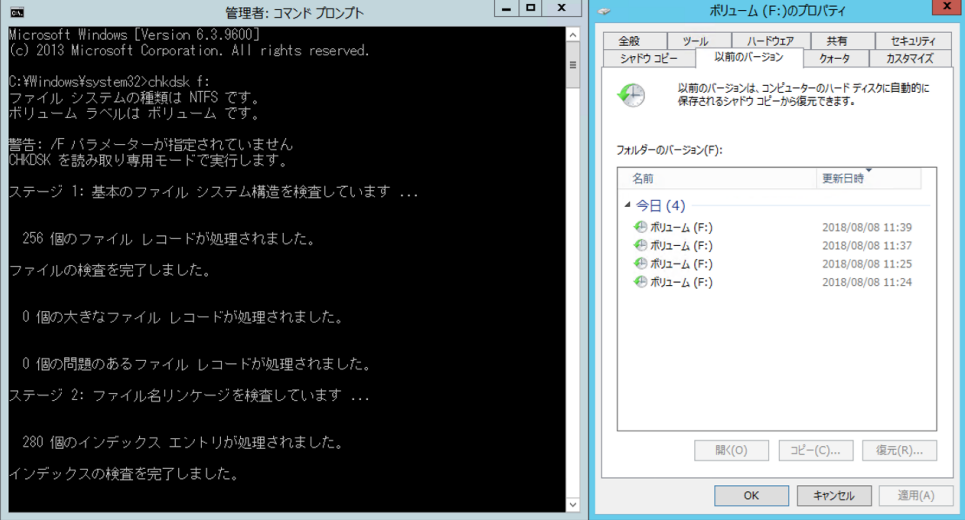 管理者: コマンド プロンプト
Microsoft Windows [Version 6.3.9600]
(c) 2013 Microsoft Corporation. All rights reserved.
C:¥Windows¥system32>chkdsk f:
ファイル システムの種類は NTFS です。
ボリューム ラベルは ボリューム です。
警告: /F パラメーターが指定されていません
CHKDSK を読み取り専用モードで実行します。
ステージ 1: 基本のファイル システム構造を検査しています ...
256 個のファイル レコードが処理されました。
ファイルの検査を完了しました。
0 個の大きなファイル レコードが処理されました。
0 個の問題のあるファイル レコードが処理されました。
ステージ 2: ファイル名リンケージを検査しています ...
280 個のインデックス エントリが処理されました。
インデックスの検査を完了しました。
ボリューム (F:)のプロパティ
全般 ツール ハードウェア 共有 セキュリティ
シャドウ コピー 以前のバージョン クォータ カスタマイズ
以前のバージョンは、コンピューターのハード ディスクに自動的に
保存されるシャドウ コピーから復元できます。
フォルダーのバージョン(F):
名前 更新日時
今日 (4)
ボリューム (F:) 2018/08/08 11:39
ボリューム (F:) 2018/08/08 11:37
ボリューム (F:) 2018/08/08 11:25
ボリューム (F:) 2018/08/08 11:24
開く(O) コピー(C)... 復元(R)...
OK キャンセル 適用(A)